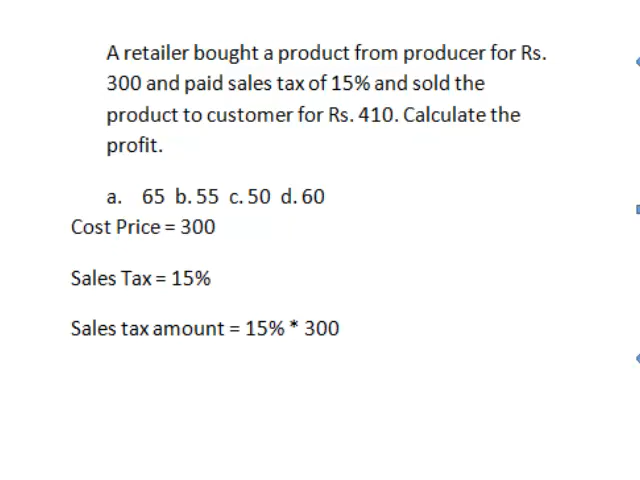 A retailer bought a product from producer for Rs.
300 and paid sales tax of 15% and sold the
product to customer for Rs. 410. Calculate the
profit.
a. 65 b. 55 c. 50 d. 60
Cost Price = 300
Sales Tax = 15%
Sales tax amount = 15% * 300